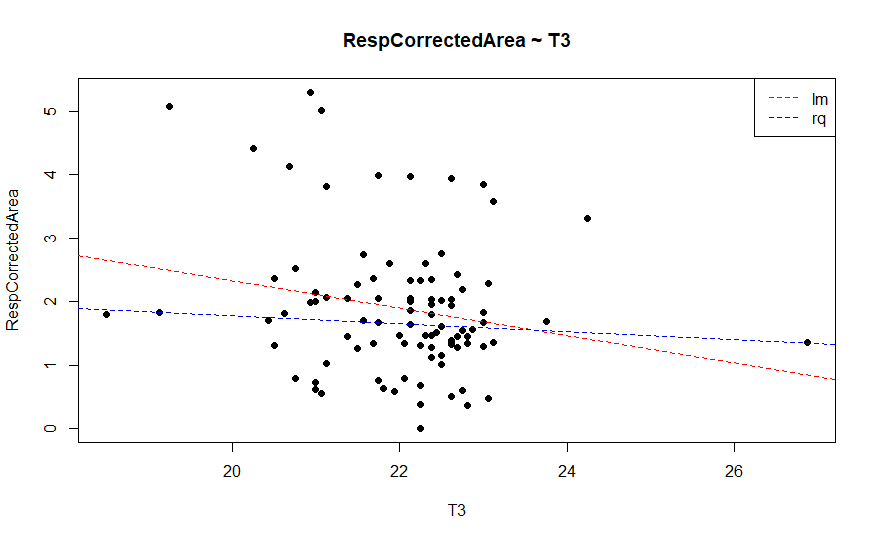 RespCorrectedArea ~ T3
lm
rq
RespCorrectedArea
5
4
3
2
1
0
20 22 24 26
T3